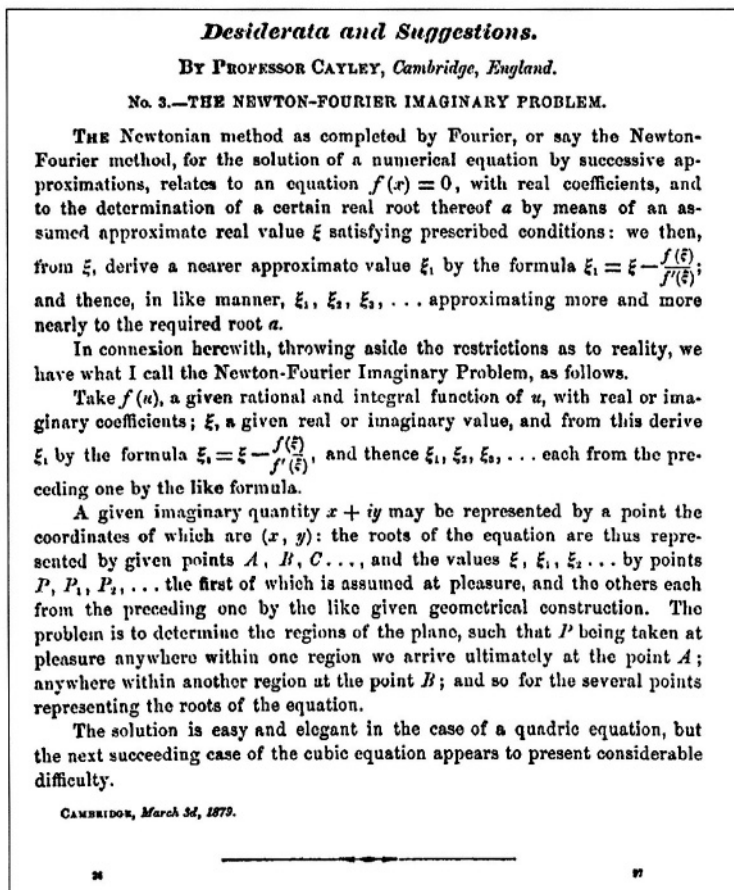 Desiderata and Suggestions.
BY PROFESSOR CAYLEY, Cambridge, England.
No. 3.—THE NEWTON-FOURIER IMAGINARY PROBLEM.
THE Newtonian method as completed by Fourier, or say the Newton-
Fourier method, for the solution of a numerical equation by successive ap-
proximations, relates to an equation f(x) = 0, with real coefficients, and
to the determination of a certain real root thereof a by means of an as-
sumed approximate real value ξ satisfying prescribed conditions: we then,
from ξ, derive a nearer approximate value ξ₁ by the formula ξ₁ = ξ — f(ξ)/f′(ξ);
and thence, in like manner, ξ₁, ξ₂, ξ₃, ... approximating more and more
nearly to the required root a.
In connexion herewith, throwing aside the restrictions as to reality, we
have what I call the Newton-Fourier Imaginary Problem, as follows.
Take f(u), a given rational and integral function of u, with real or ima-
ginary coefficients; ξ, a given real or imaginary value, and from this derive
ξ₁ by the formula ξ₁ = ξ — f(ξ)/f′(ξ), and thence ξ₁, ξ₂, ξ₃, ... each from the pre-
ceding one by the like formula.
A given imaginary quantity x + iy may be represented by a point the
coordinates of which are (x, y): the roots of the equation are thus repre-
sented by given points A, B, C..., and the values ξ, ξ₁, ξ₂ ... by points
P, P₁, P₂, ... the first of which is assumed at pleasure, and the others each
from the preceding one by the like given geometrical construction. The
problem is to determine the regions of the plane, such that P being taken at
pleasure anywhere within one region we arrive ultimately at the point A;
anywhere within another region at the point B; and so for the several points
representing the roots of the equation.
The solution is easy and elegant in the case of a quadric equation, but
the next succeeding case of the cubic equation appears to present considerable
difficulty.
CAMBRIDGE, March 3d, 1879.
97